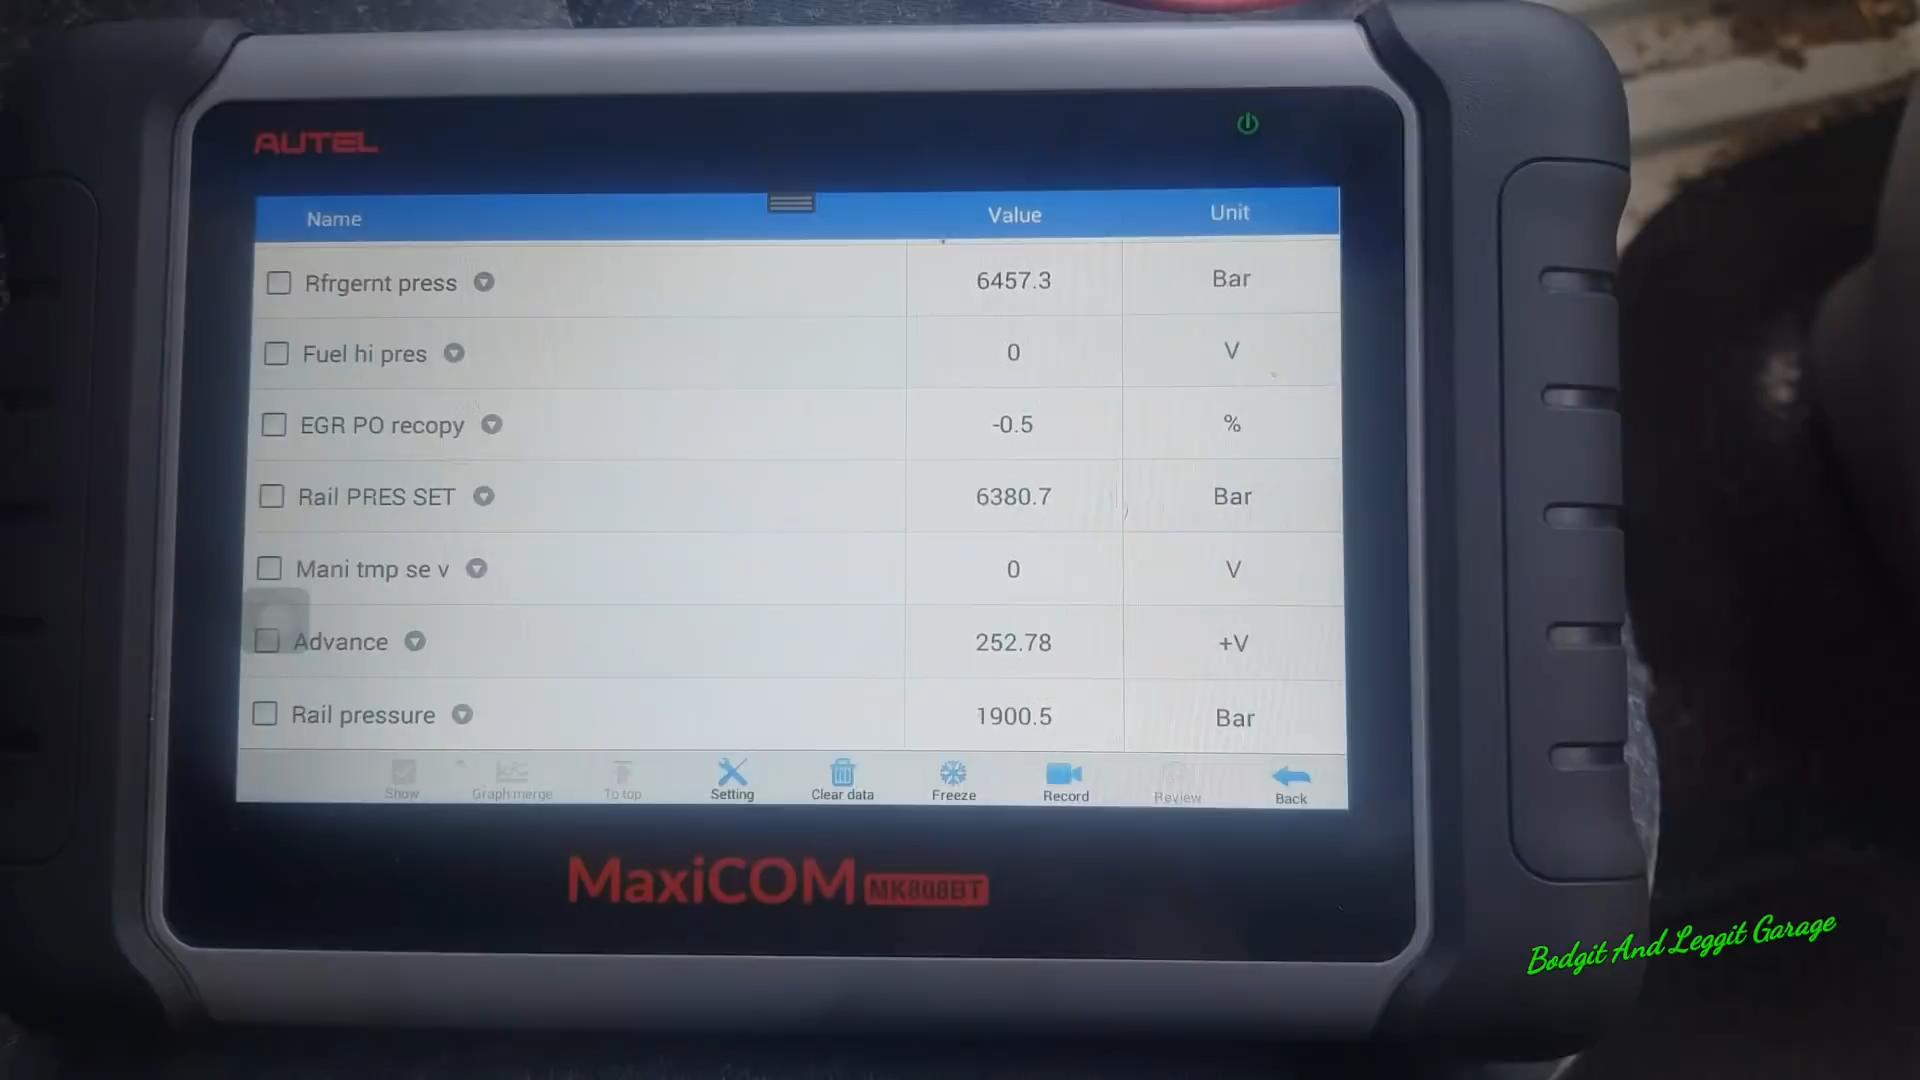 AUTEL
Name Value Unit
Rfrgernt press 6457.3 Bar
Fuel hi pres 0 V
EGR PO recopy -0.5 %
Rail PRES SET 6380.7 Bar
Mani tmp se v 0 V
Advance 252.78 +V
Rail pressure 1900.5 Bar
Show Graph merge To top Setting Clear data Freeze Record Review Back
MaxiCOM MK808BT
Bodgit And Leggit Garage